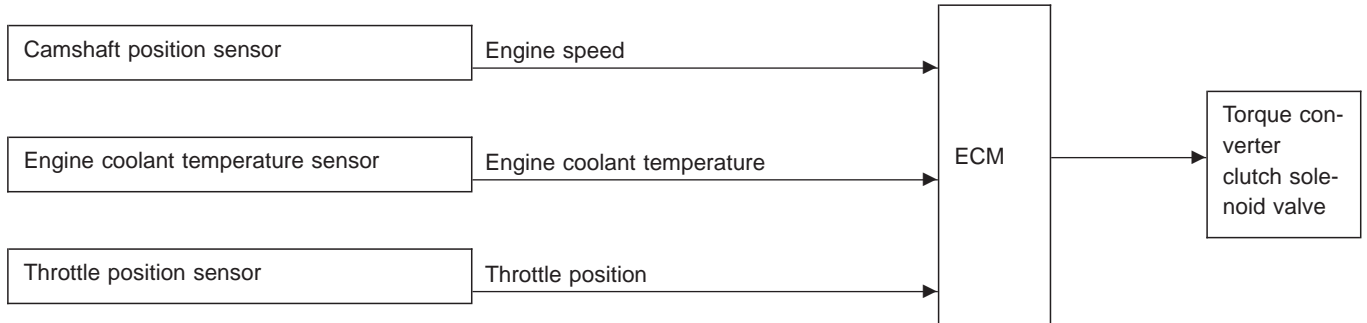 Camshaft position sensor
Engine speed
Engine coolant temperature sensor
Engine coolant temperature
Throttle position sensor
Throttle position
ECM
Torque con-
verter
clutch sole-
noid valve